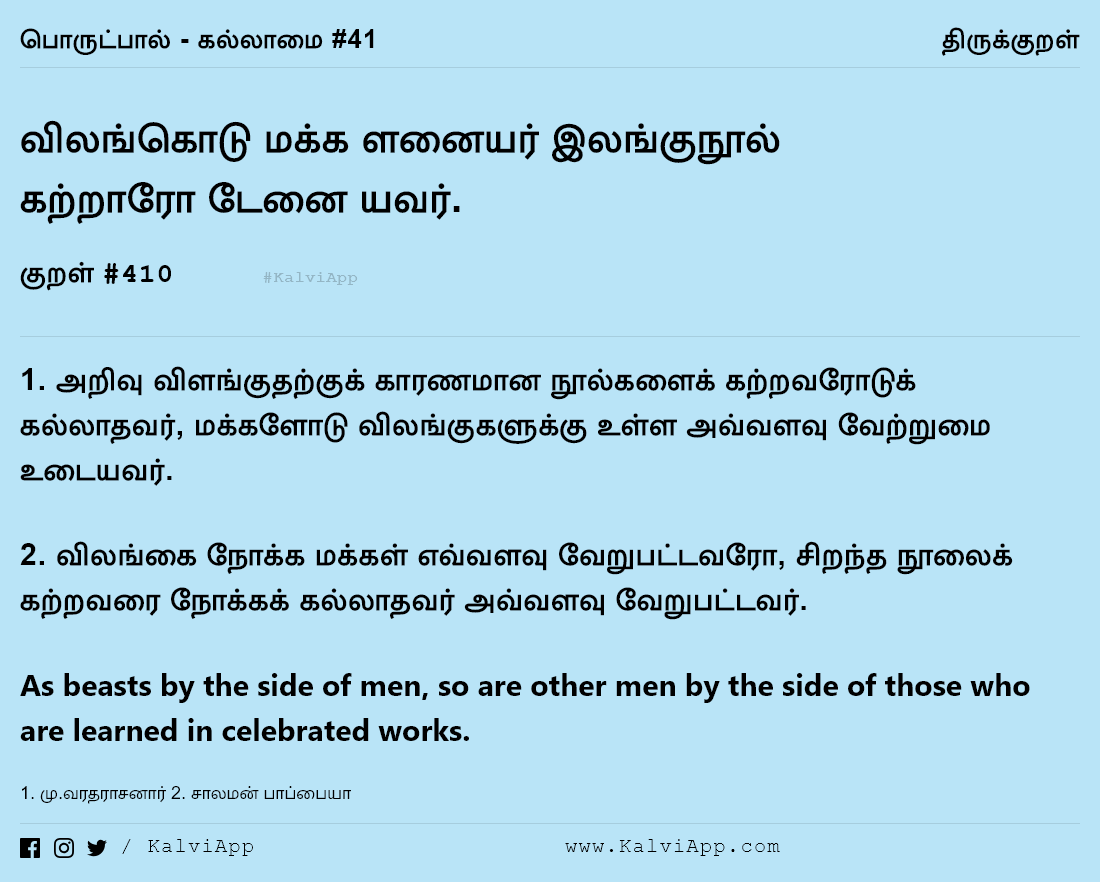 பொருட்பால் - கல்லாமை #41 திருக்குறள்
விலங்கொடு மக்க ளனையர் இலங்குநூல்
கற்றாரோ டேனை யவர்.
குறள் #410 #KalviApp
1. அறிவு விளங்குதற்குக் காரணமான நூல்களைக் கற்றவரோடுக்
கல்லாதவர், மக்களோடு விலங்குகளுக்கு உள்ள அவ்வளவு வேற்றுமை
உடையவர்.
2. விலங்கை நோக்க மக்கள் எவ்வளவு வேறுபட்டவரோ, சிறந்த நூலைக்
கற்றவரை நோக்கக் கல்லாதவர் அவ்வளவு வேறுபட்டவர்.
As beasts by the side of men, so are other men by the side of those who
are learned in celebrated works.
1. மு.வரதராசனார் 2. சாலமன் பாப்பையா
/ KalviApp www.KalviApp.com